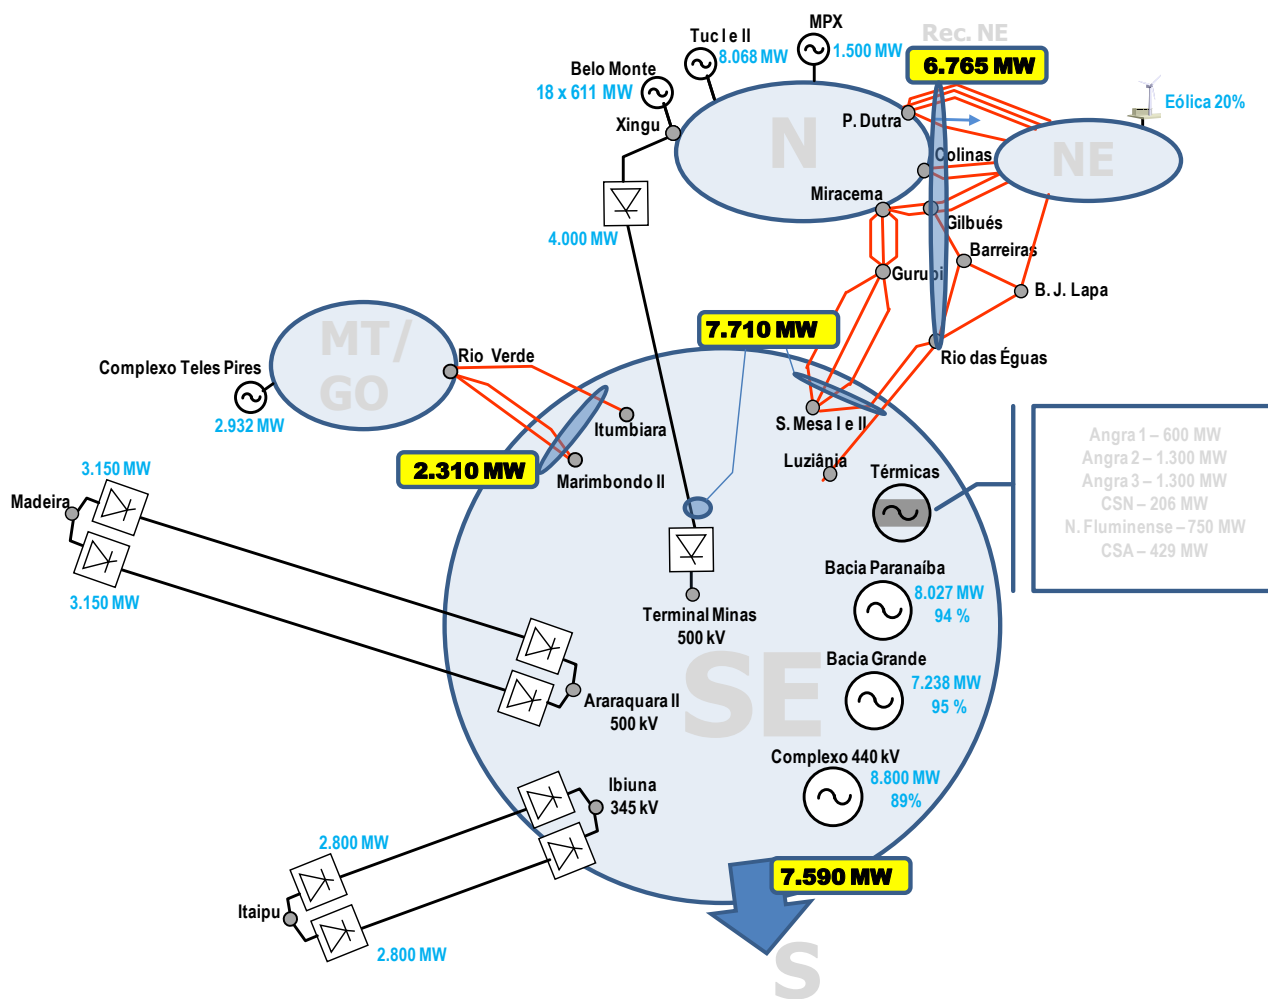 MPX
1.500 MW
Tuc I e II
8.068 MW
Belo Monte
18 x 611 MW
Xingu
Rec. NE
6.765 MW
Eólica 20%
N
NE
P. Dutra
Colinas
Miracema
Gilbués
Barreiras
Gurupi
B. J. Lapa
Rio das Éguas
4.000 MW
7.710 MW
MT/
GO
Rio Verde
Complexo Teles Pires
2.932 MW
Itumbiara
2.310 MW
Marimbondo II
S. Mesa I e II
Luziânia
Térmicas
Angra 1 – 600 MW
Angra 2 – 1.300 MW
Angra 3 – 1.300 MW
CSN – 206 MW
N. Fluminense – 750 MW
CSA – 429 MW
3.150 MW
Madeira
3.150 MW
Bacia Paranaíba
8.027 MW
94 %
Terminal Minas
500 kV
SE
Bacia Grande
7.238 MW
95 %
Araraquara II
500 kV
Complexo 440 kV
8.800 MW
89%
Ibiuna
345 kV
2.800 MW
Itaipu
2.800 MW
7.590 MW
S